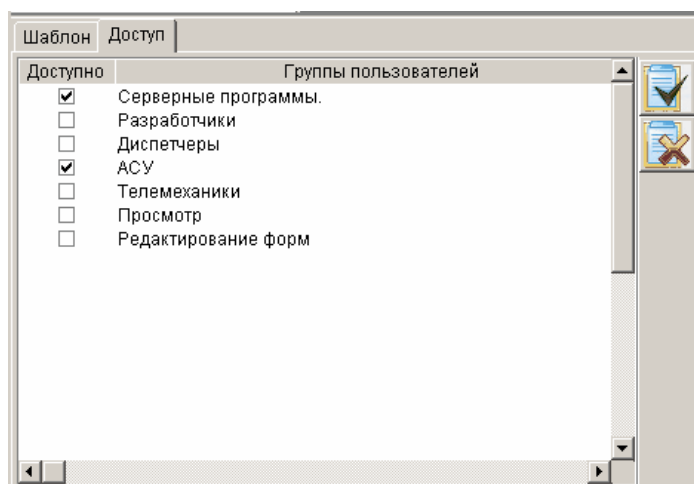 Шаблон Доступ
Доступно Группы пользователей
Серверные программы.
Разработчики
Диспетчеры
АСУ
Телемеханики
Просмотр
Редактирование форм